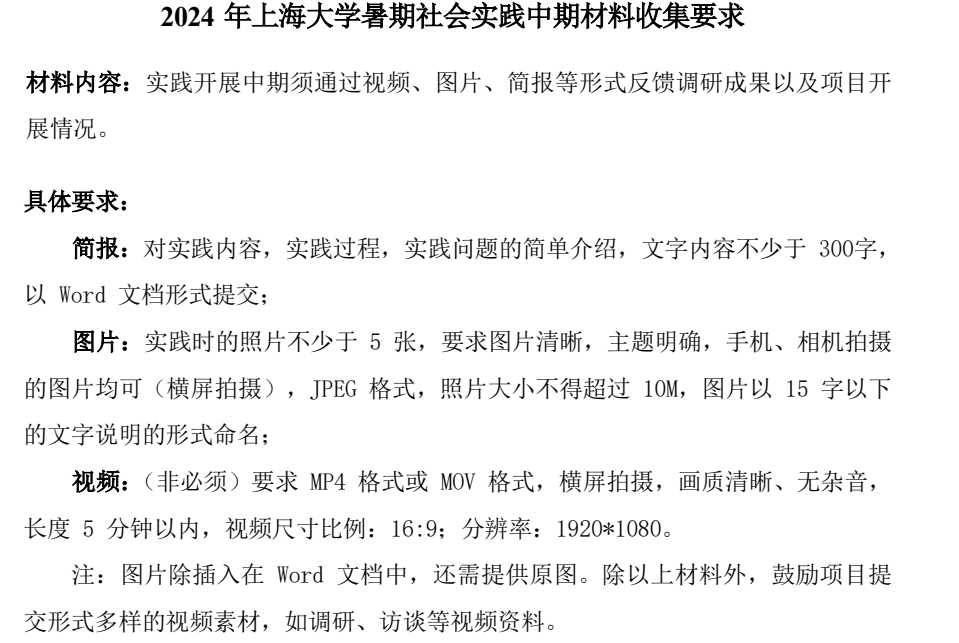 2024 年上海大学暑期社会实践中期材料收集要求
材料内容：实践开展中期须通过视频、图片、简报等形式反馈调研成果以及项目开
展情况。
具体要求：
简报：对实践内容，实践过程，实践问题的简单介绍，文字内容不少于 300字，
以 Word 文档形式提交；
图片：实践时的照片不少于 5 张，要求图片清晰，主题明确，手机、相机拍摄
的图片均可（横屏拍摄），JPEG 格式，照片大小不得超过 10M，图片以 15 字以下
的文字说明的形式命名；
视频：（非必须）要求 MP4 格式或 MOV 格式，横屏拍摄，画质清晰、无杂音，
长度 5 分钟以内，视频尺寸比例：16:9；分辨率：1920*1080。
注：图片除插入在 Word 文档中，还需提供原图。除以上材料外，鼓励项目提
交形式多样的视频素材，如调研、访谈等视频资料。